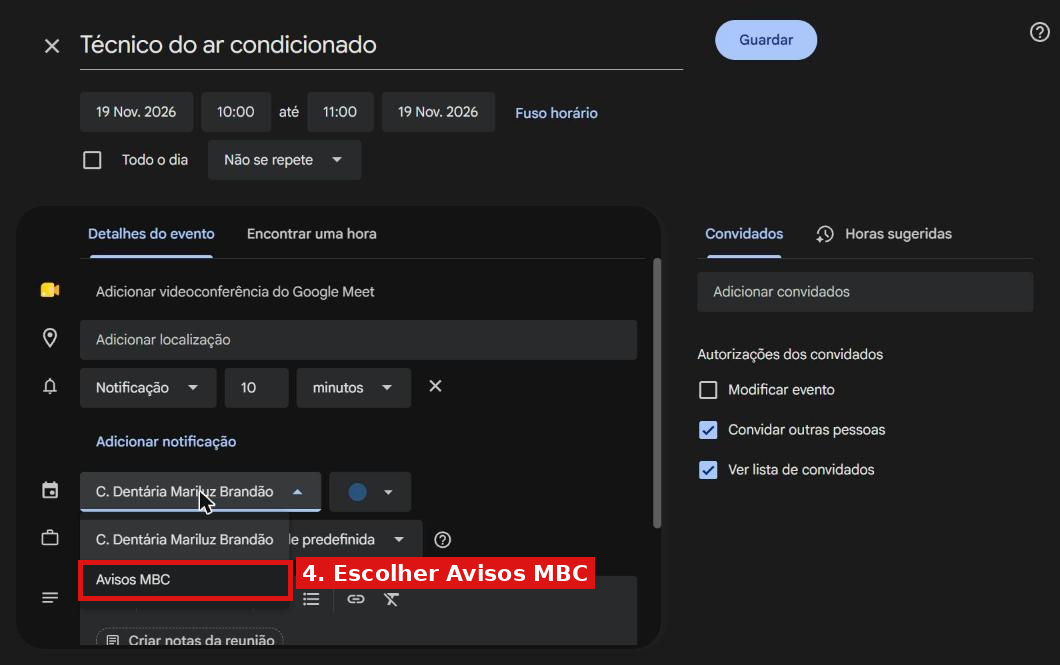 Técnico do ar condicionado
Guardar
19 Nov. 2026 10:00 até 11:00 19 Nov. 2026 Fuso horário
Todo o dia Não se repete
Detalhes do evento Encontrar uma hora
Convidados Horas sugeridas
Adicionar videoconferência do Google Meet
Adicionar convidados
Adicionar localização
Autorizações dos convidados
Notificação 10 minutos
Modificar evento
Convidar outras pessoas
Adicionar notificação
Ver lista de convidados
C. Dentária Mariluz Brandão
C. Dentária Mariluz Brandão
predefinida
Avisos MBC
4. Escolher Avisos MBC
Criar notas da reunião